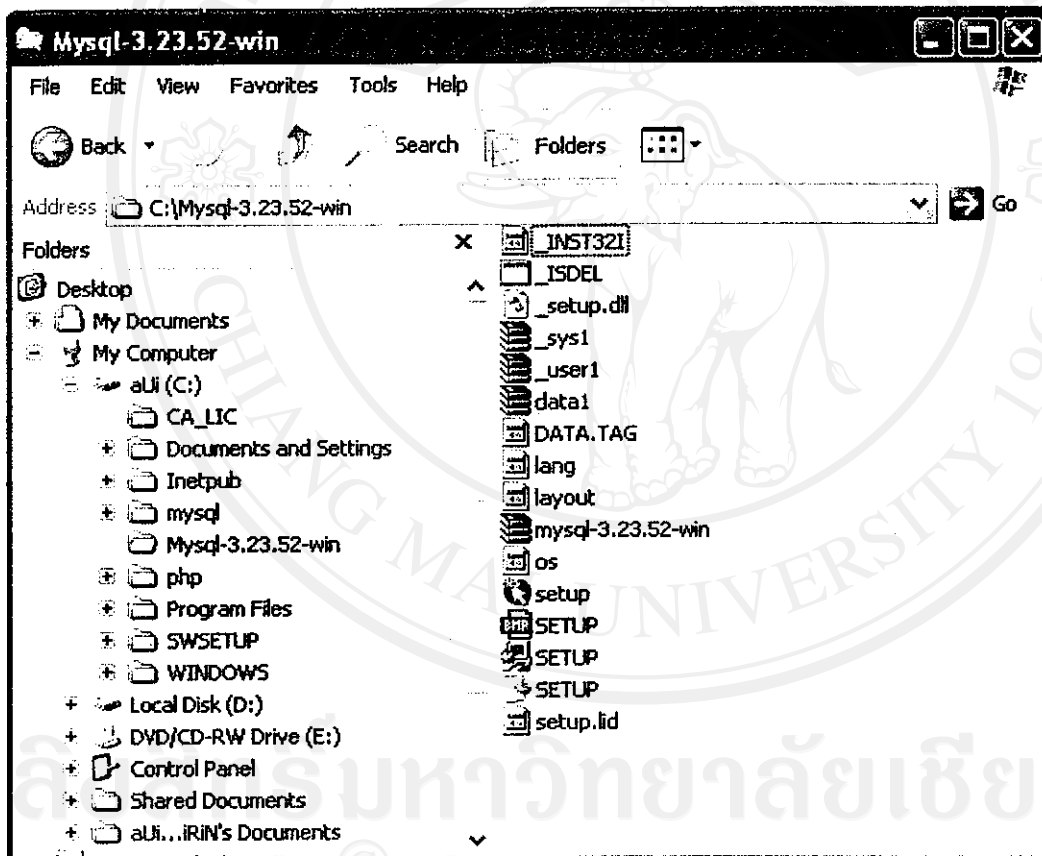 Mysql-3.23.52-win
File Edit View Favorites Tools Help
Back Search Folders
Address C:\Mysql-3.23.52-win Go
Folders
Desktop
My Documents
My Computer
aUi (C:)
CA_LIC
Documents and Settings
Inetpub
mysql
Mysql-3.23.52-win
php
Program Files
SWSETUP
WINDOWS
Local Disk (D:)
DVD/CD-RW Drive (E:)
Control Panel
Shared Documents
aUi...iRiN's Documents
_INST32I
_ISDEL
_setup.dll
_sys1
_user1
data1
DATA.TAG
lang
layout
mysql-3.23.52-win
os
setup
SETUP
SETUP
SETUP
setup.lid
CHIANG MAI UNIVERSITY
ลิขสิทธิ์มหาวิทยาลัยเชีย